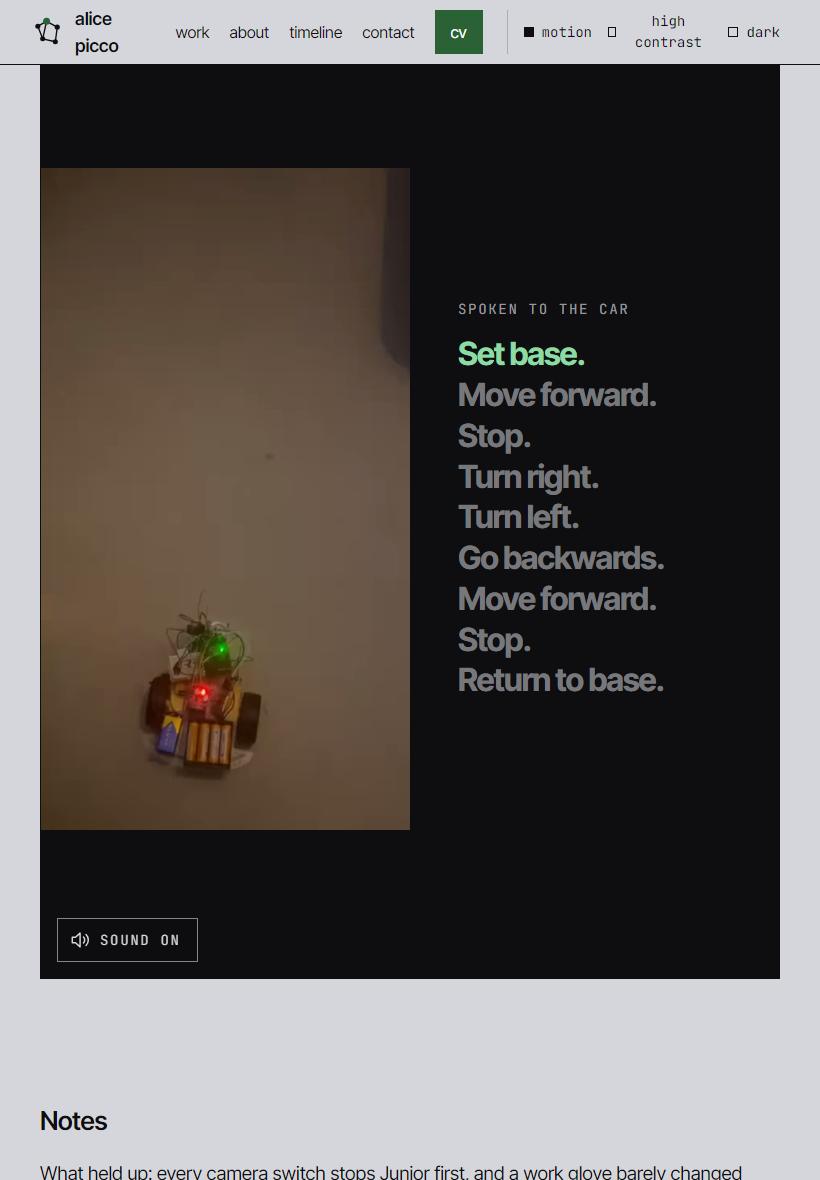 alice
picco
work about timeline contact cv motion high contrast dark
SPOKEN TO THE CAR
Set base.
Move forward.
Stop.
Turn right.
Turn left.
Go backwards.
Move forward.
Stop.
Return to base.
SOUND ON
Notes
What held up: every camera switch stops Junior first, and a work glove barely changed